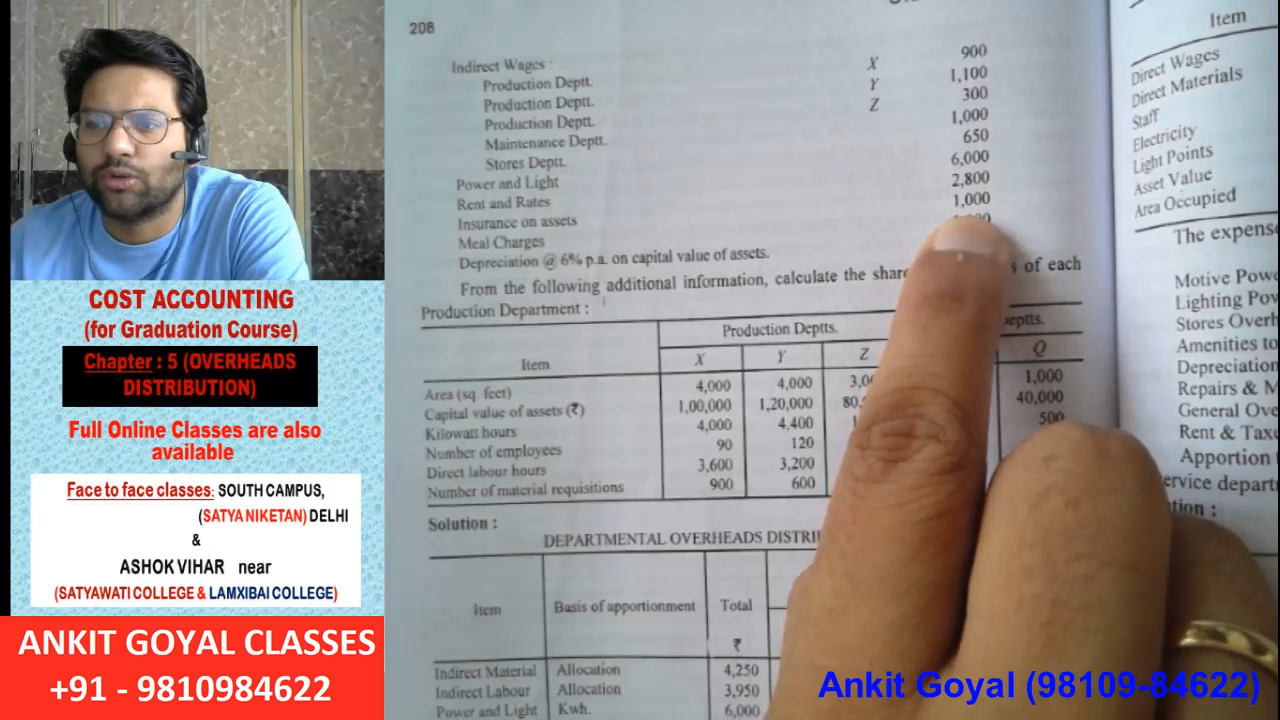 208
Indirect Wages :
Production Deptt. X 900
Production Deptt. Y 1,100
Production Deptt. Z 300
Maintenance Deptt. 1,000
Stores Deptt. 650
Power and Light 6,000
Rent and Rates 2,800
Insurance on assets 1,000
Meal Charges
Depreciation @ 6% p.a. on capital value of assets.
From the following additional information, calculate the share of each
Production Department :
Item Production Deptts.
X Y Z Q
Area (sq. feet) 4,000 4,000 1,000
Capital value of assets (₹) 1,00,000 1,20,000 40,000
Kilowatt hours 4,000 4,400 500
Number of employees 90 120
Direct labour hours 3,600 3,200
Number of material requisitions 900 600
Solution :
DEPARTMENTAL OVERHEADS
Item Basis of apportionment Total
₹
Indirect Material Allocation 4,250
Indirect Labour Allocation 3,950
Power and Light Kwh. 6,000
Item
Direct Wages
Direct Materials
Staff
Electricity
Light Points
Asset Value
Area Occupied
The
Motive
Lighting
Stores
Amenities to
Depreciation
Repairs & M
General
Rent &
Apportion
COST ACCOUNTING
(for Graduation Course)
Chapter : 5 (OVERHEADS
DISTRIBUTION)
Full Online Classes are also
available
Face to face classes: SOUTH CAMPUS,
(SATYA NIKETAN) DELHI
&
ASHOK VIHAR near
(SATYAWATI COLLEGE & LAMXIBAI COLLEGE)
ANKIT GOYAL CLASSES
+91 - 9810984622
Ankit Goyal (98109-84622)